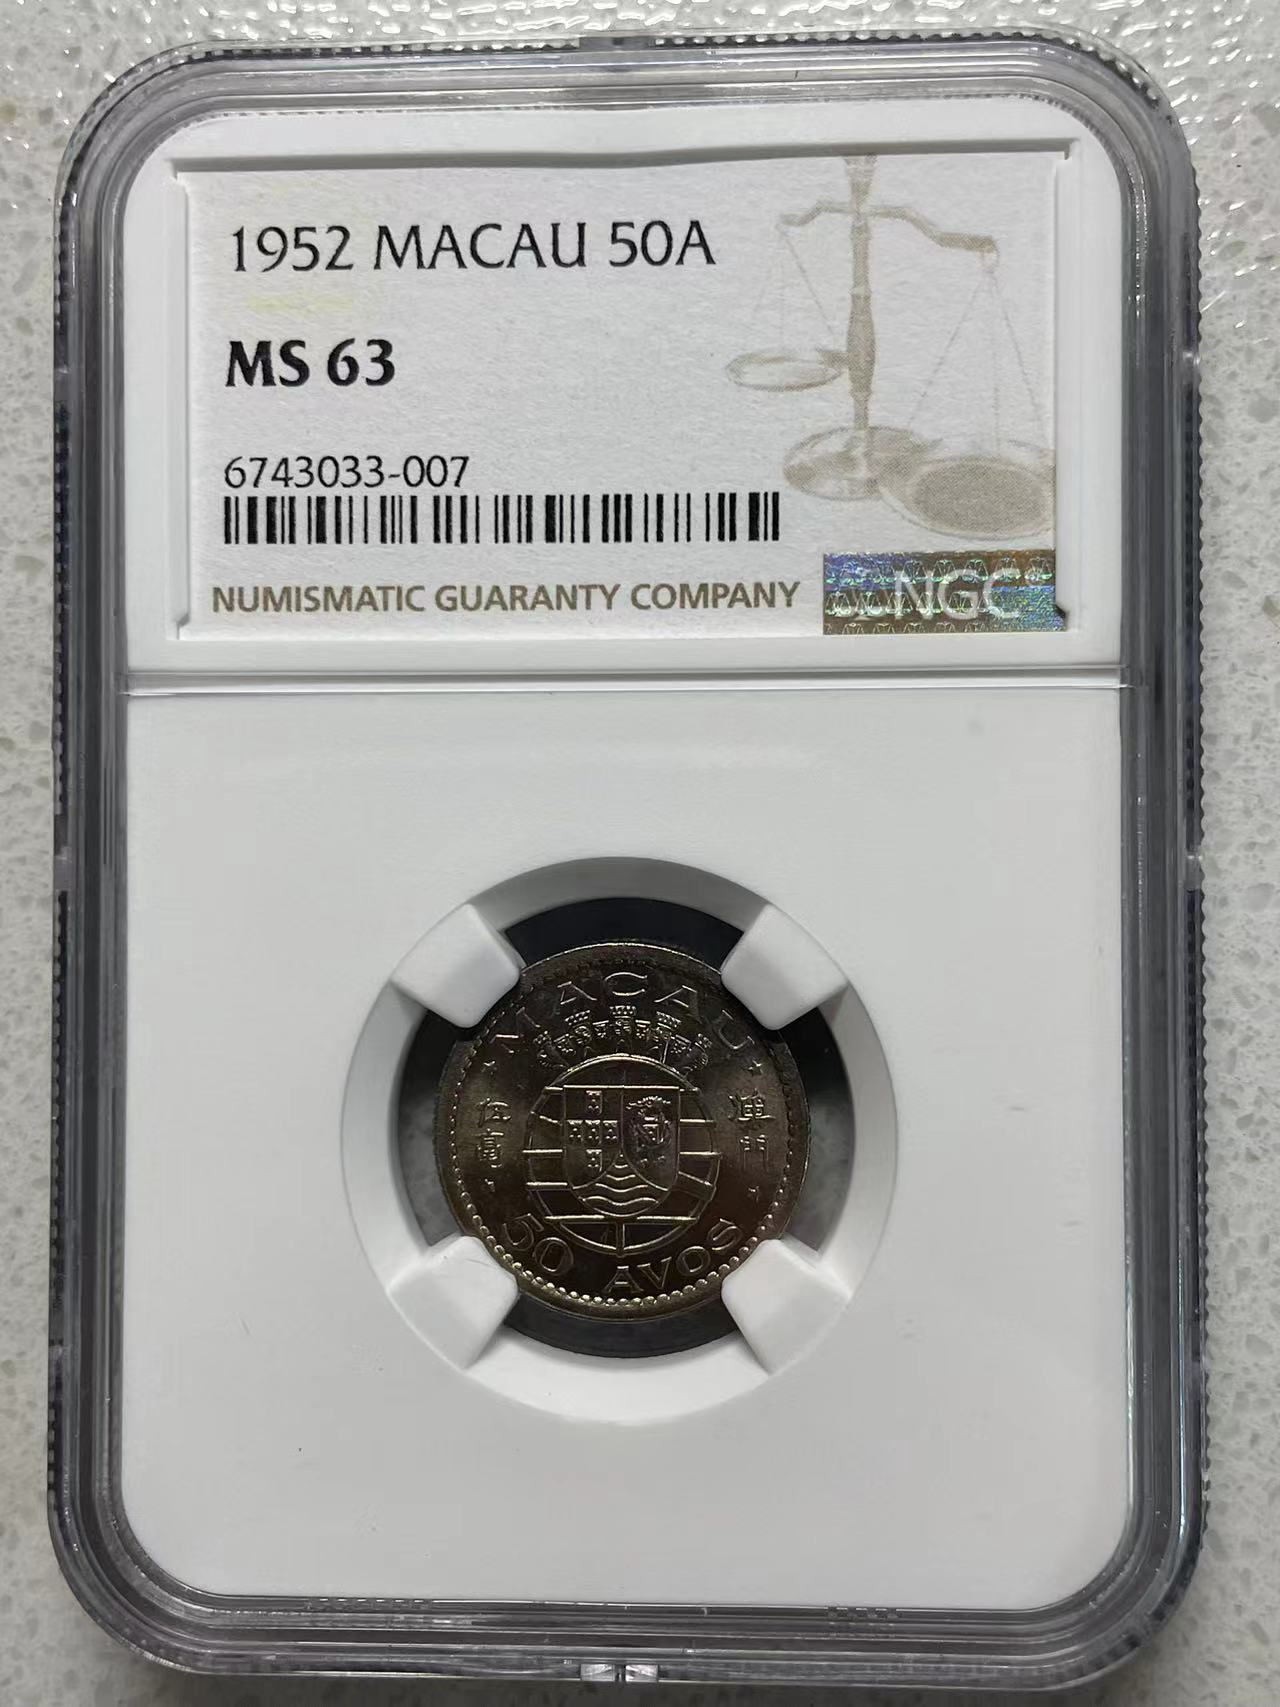 1952 MACAU 50A
MS 63
6743033-007
NUMISMATIC GUARANTY COMPANY
NGC
MACAU
伍毫
澳門
50 AVOS